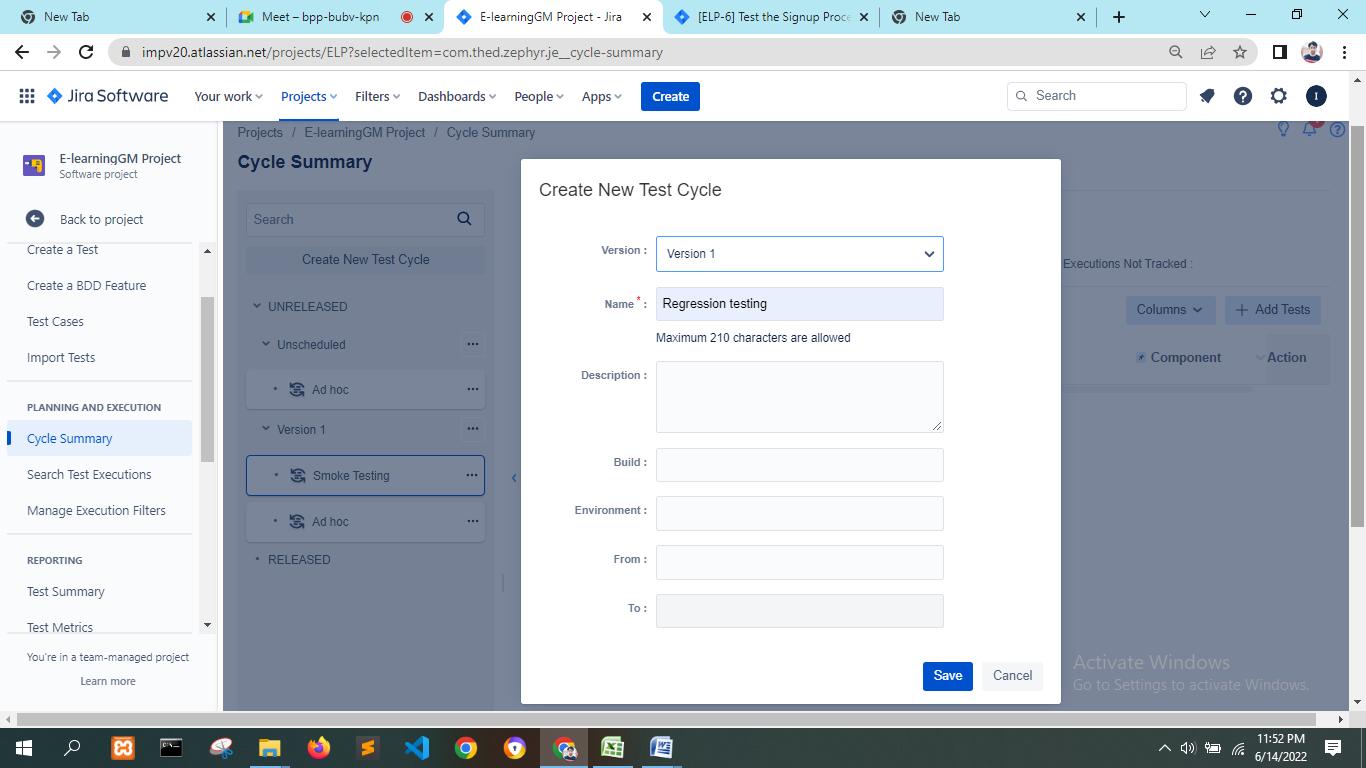 New Tab
Meet – bpp-bubv-kpn
E-learningGM Project - Jira
[ELP-6] Test the Signup Proce
New Tab
impv20.atlassian.net/projects/ELP?selectedItem=com.thed.zephyr.je__cycle-summary
Jira Software
Your work
Projects
Filters
Dashboards
People
Apps
Create
Search
I
E-learningGM Project
Software project
Back to project
Create a Test
Create a BDD Feature
Test Cases
Import Tests
PLANNING AND EXECUTION
Cycle Summary
Search Test Executions
Manage Execution Filters
REPORTING
Test Summary
Test Metrics
You're in a team-managed project
Learn more
Projects / E-learningGM Project / Cycle Summary
Cycle Summary
Search
Create New Test Cycle
UNRELEASED
Unscheduled
Ad hoc
Version 1
Smoke Testing
Ad hoc
RELEASED
Executions Not Tracked :
Columns
Add Tests
Component
Action
Create New Test Cycle
Version :
Version 1
Name * :
Regression testing
Maximum 210 characters are allowed
Description :
Build :
Environment :
From :
To :
Save
Cancel
Activate Windows
Go to Settings to activate Windows.
11:52 PM
6/14/2022